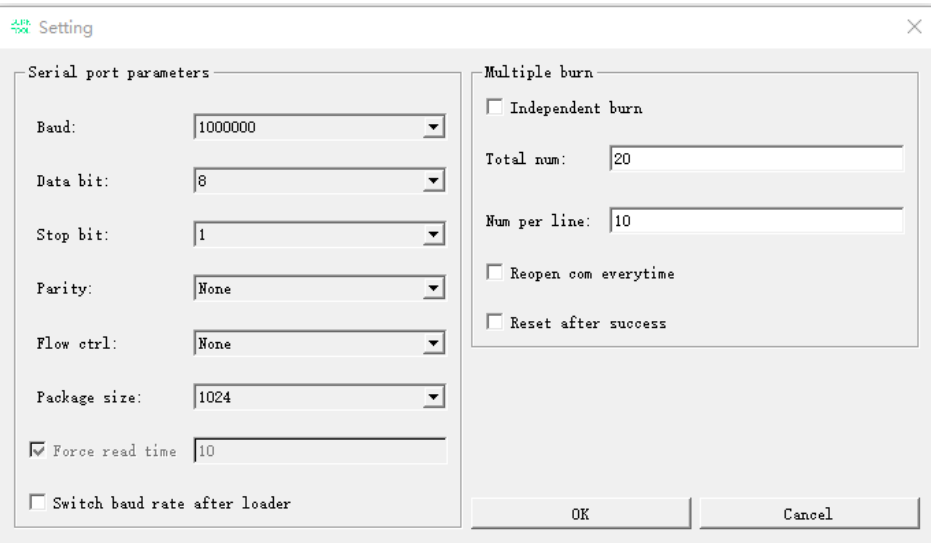 BURN
TOOL
Setting
Serial port parameters
Baud: 1000000
Data bit: 8
Stop bit: 1
Parity: None
Flow ctrl: None
Package size: 1024
Force read time 10
Switch baud rate after loader
Multiple burn
Independent burn
Total num: 20
Num per line: 10
Reopen com everytime
Reset after success
OK
Cancel